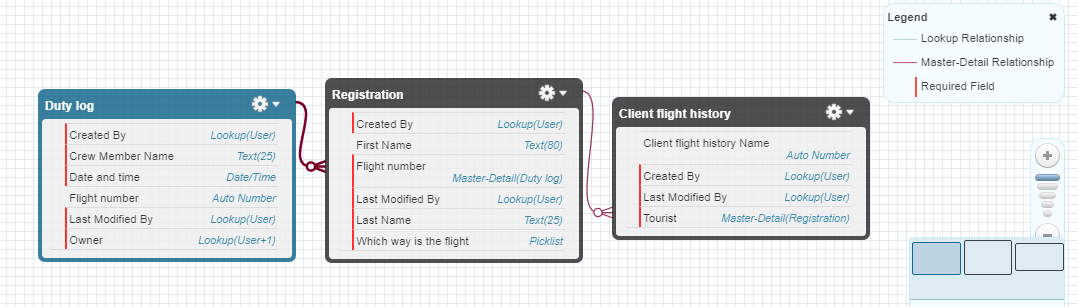 Legend
Lookup Relationship
Master-Detail Relationship
Required Field
Duty log
Created By Lookup(User)
Crew Member Name Text(25)
Date and time Date/Time
Flight number Auto Number
Last Modified By Lookup(User)
Owner Lookup(User+1)
Registration
Created By Lookup(User)
First Name Text(80)
Flight number
Master-Detail(Duty log)
Last Modified By Lookup(User)
Last Name Text(25)
Which way is the flight Picklist
Client flight history
Client flight history Name
Auto Number
Created By Lookup(User)
Last Modified By Lookup(User)
Tourist Master-Detail(Registration)